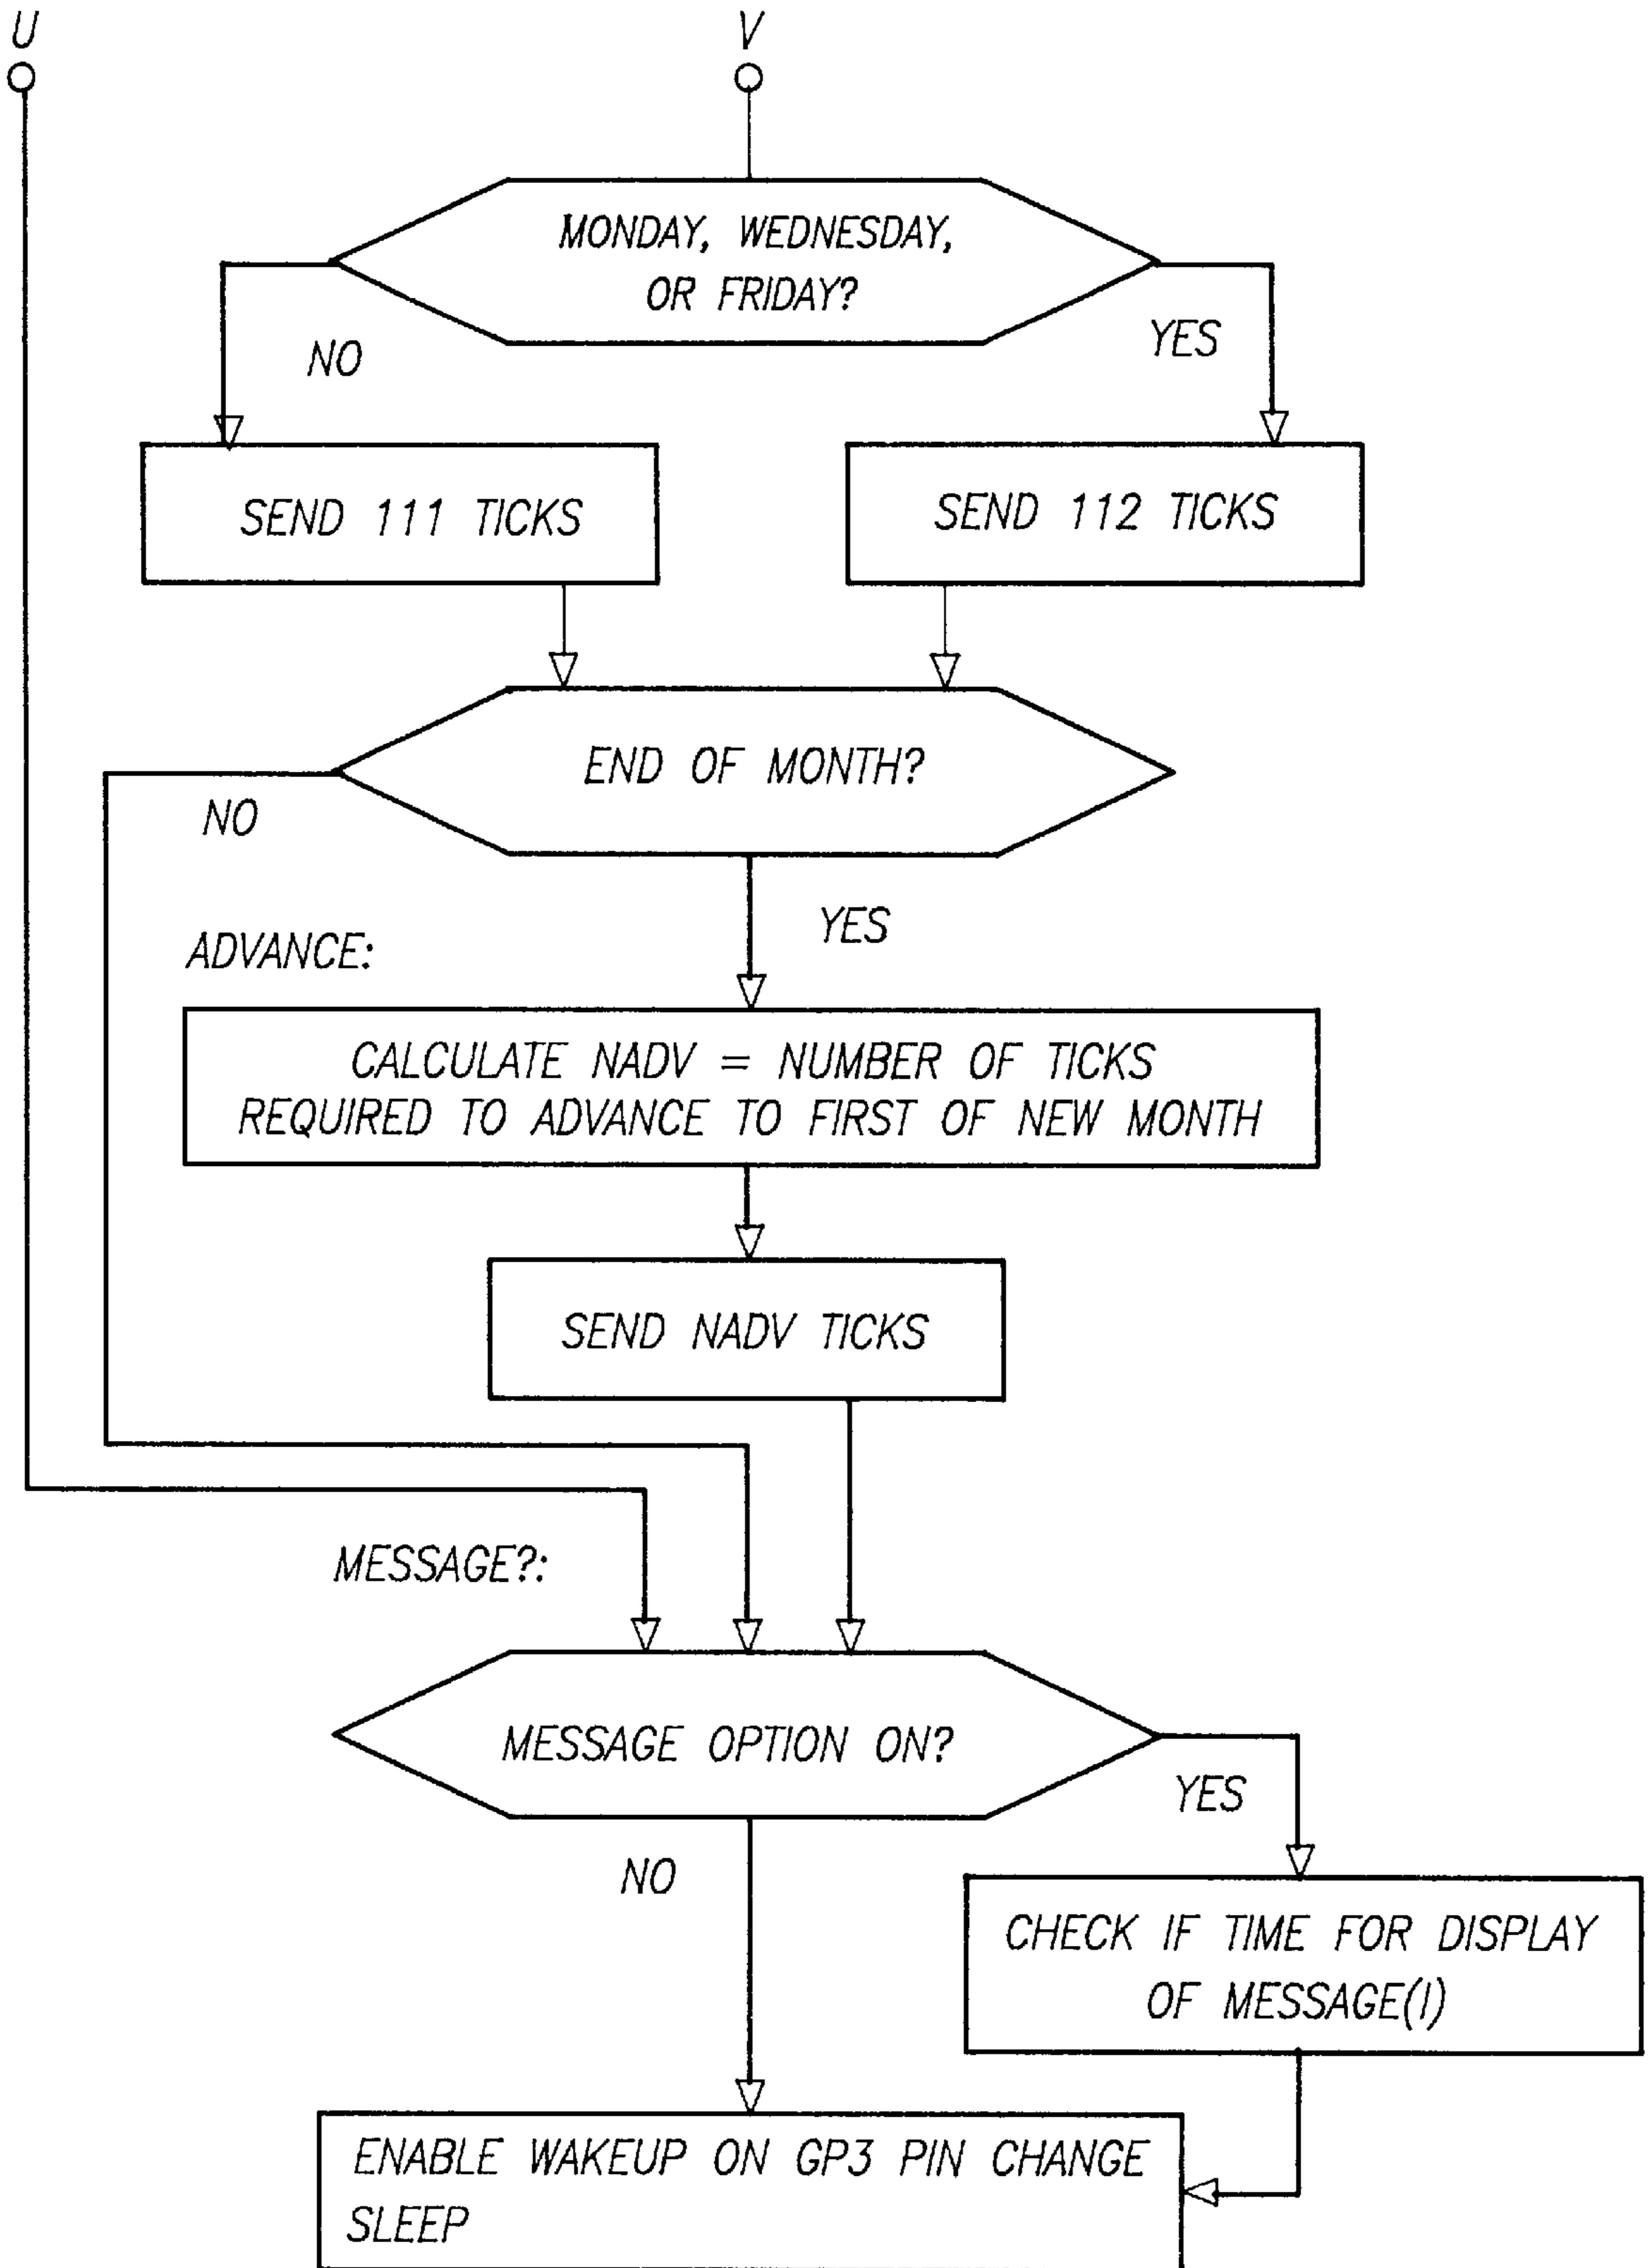 U
V
MONDAY, WEDNESDAY,
OR FRIDAY?
NO
YES
SEND 111 TICKS
SEND 112 TICKS
END OF MONTH?
NO
YES
ADVANCE:
CALCULATE NADV = NUMBER OF TICKS
REQUIRED TO ADVANCE TO FIRST OF NEW MONTH
SEND NADV TICKS
MESSAGE?:
MESSAGE OPTION ON?
YES
NO
CHECK IF TIME FOR DISPLAY
OF MESSAGE(I)
ENABLE WAKEUP ON GP3 PIN CHANGE
SLEEP